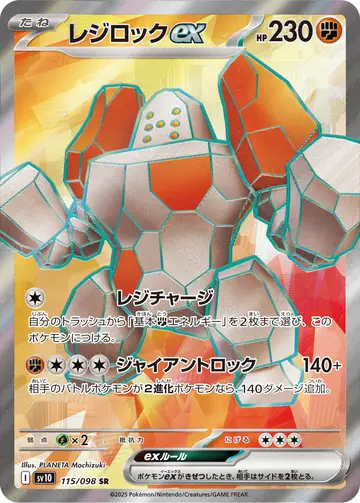 たね レジロックex HP 230
レジチャージ
自分のトラッシュから「基本エネルギー」を2枚まで選び、この
ポケモンにつける。
ジャイアントロック 140+
相手のバトルポケモンが2進化ポケモンなら、140ダメージ追加。
弱点 ×2 抵抗力 にげる
Illus. PLANETA Mochizuki
exルール
I sv10 115/098 SR
ポケモンexがきぜつしたとき、相手はサイドを2枚とる。
©2025 Pokémon/Nintendo/Creatures/GAME FREAK.